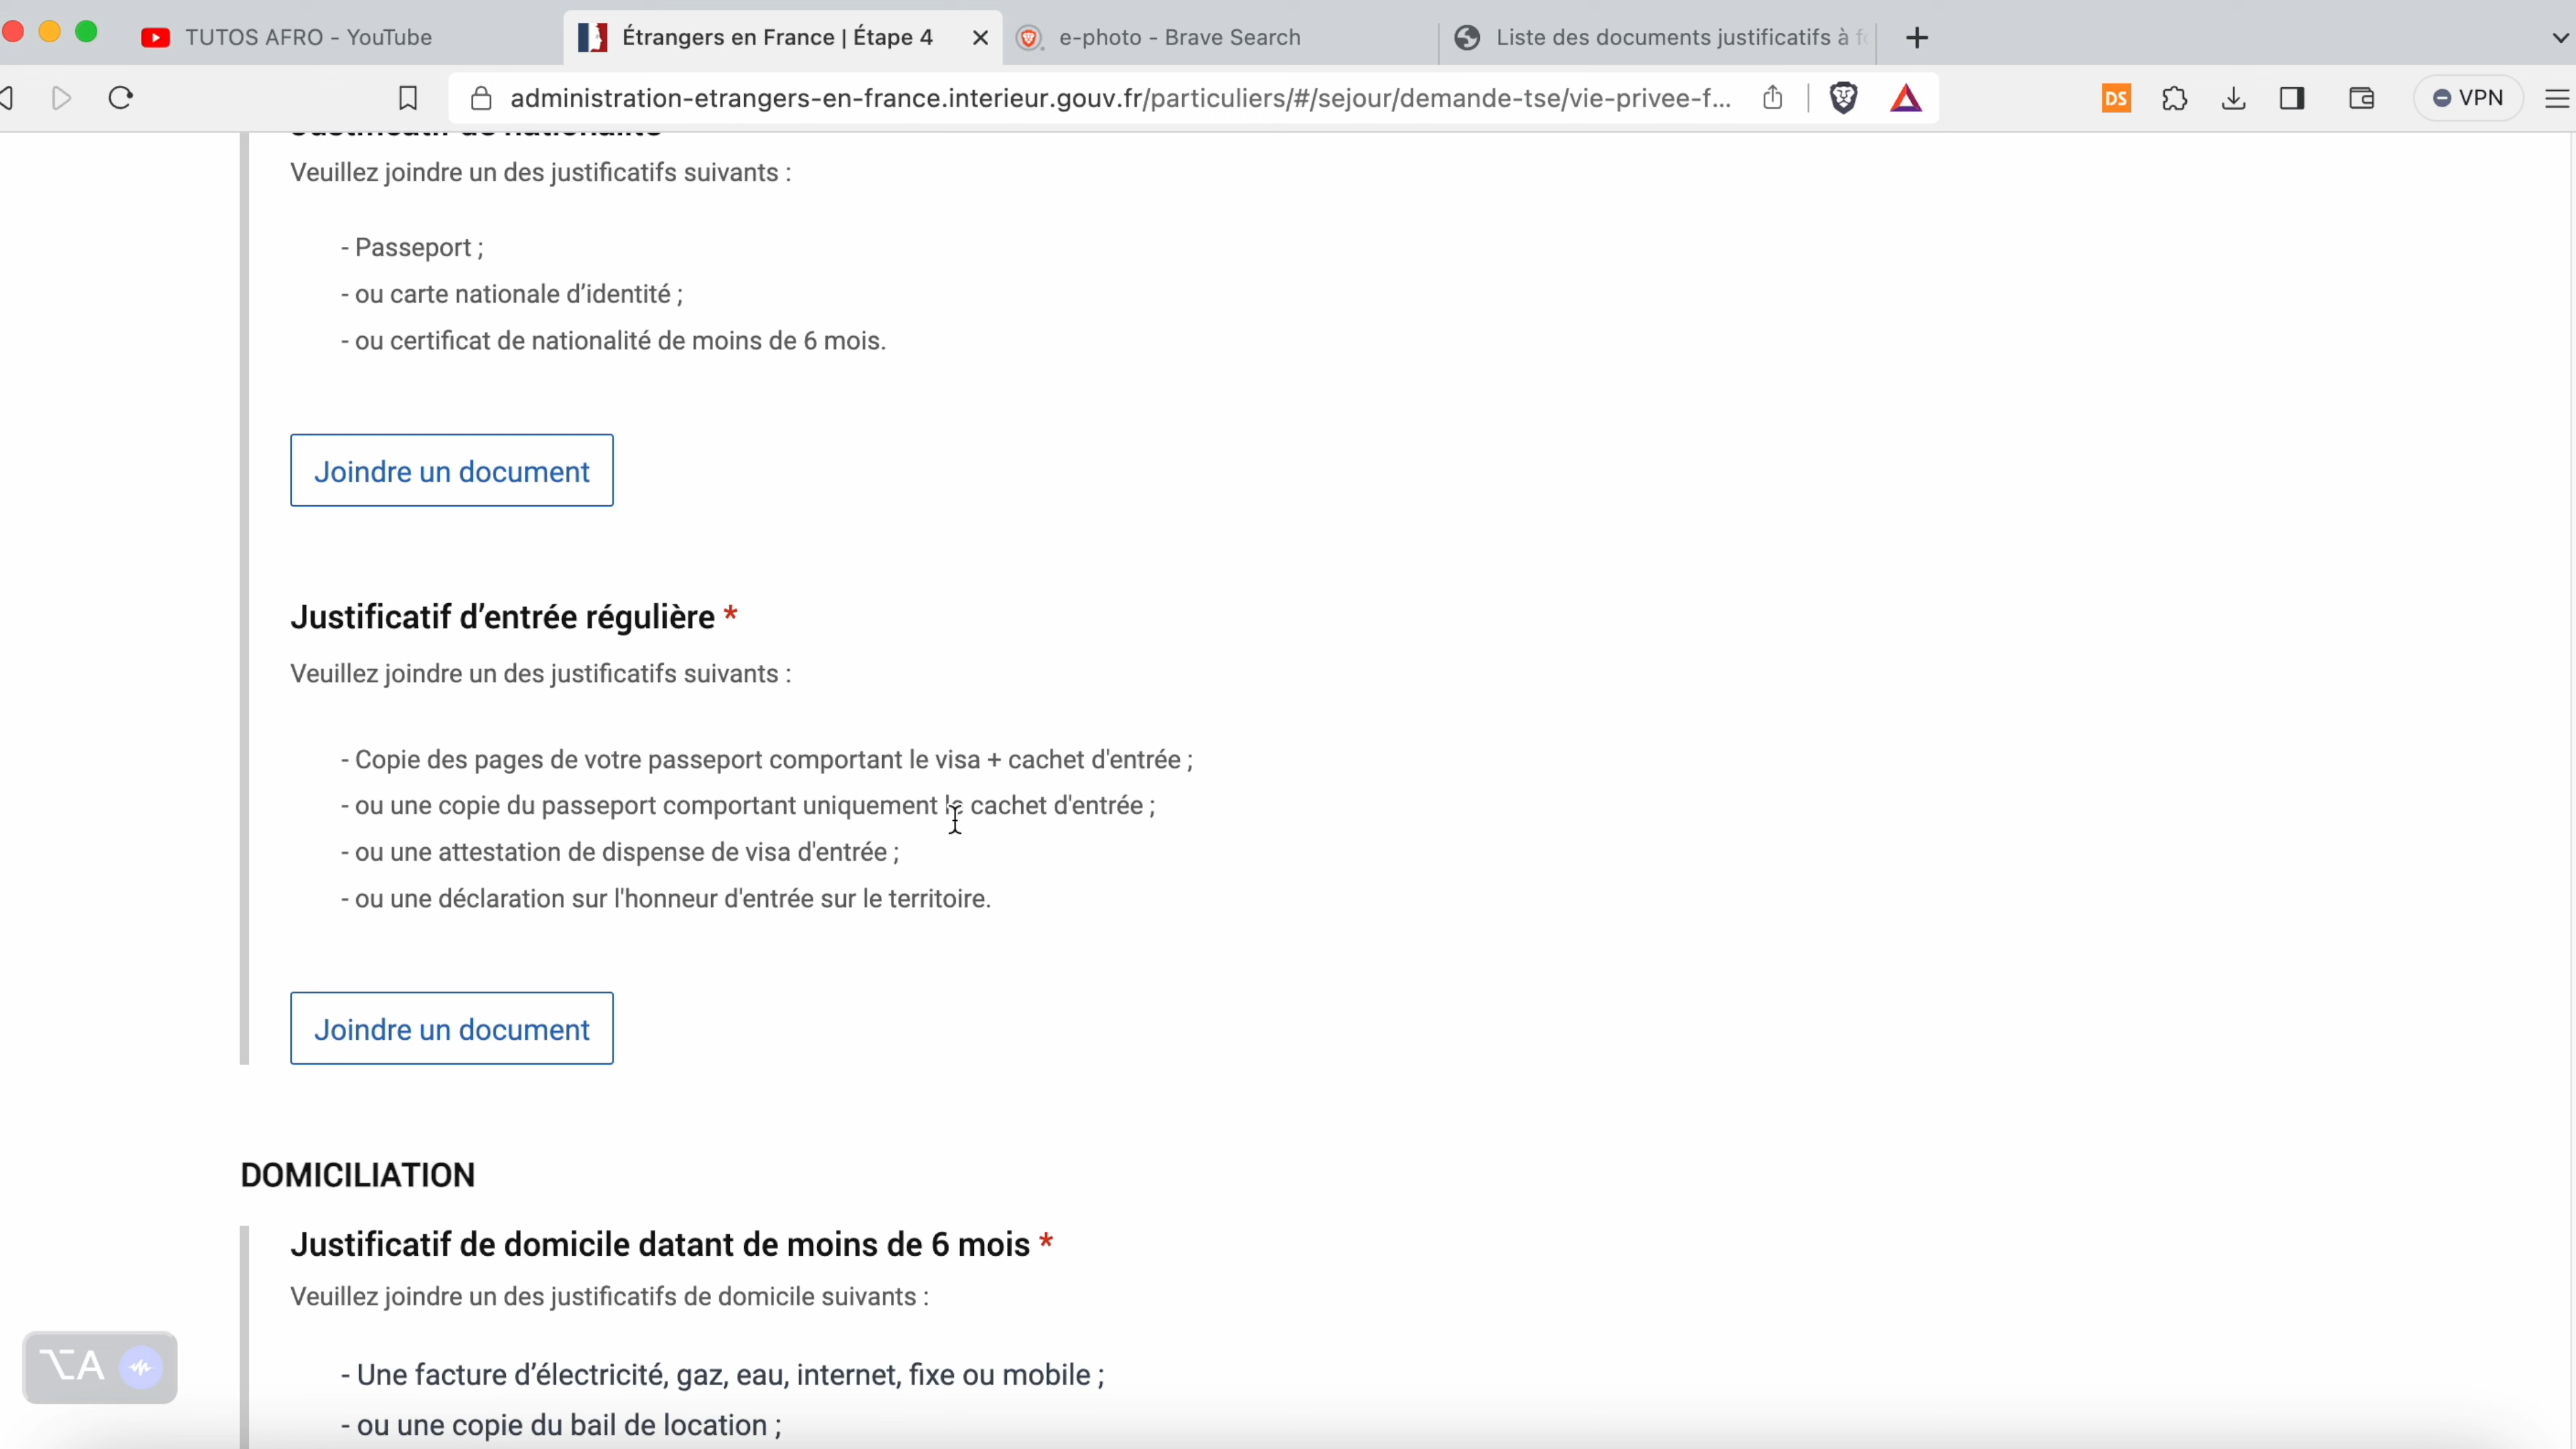 TUTOS AFRO - YouTube
Étrangers en France | Étape 4
e-photo - Brave Search
Liste des documents justificatifs à
administration-etrangers-en-france.interieur.gouv.fr/particuliers/#/sejour/demande-tse/vie-privee-f...
DS
VPN
Justificatif de nationalité
Veuillez joindre un des justificatifs suivants :
- Passeport ;
- ou carte nationale d’identité ;
- ou certificat de nationalité de moins de 6 mois.
Joindre un document
Justificatif d’entrée régulière *
Veuillez joindre un des justificatifs suivants :
- Copie des pages de votre passeport comportant le visa + cachet d'entrée ;
- ou une copie du passeport comportant uniquement le cachet d'entrée ;
- ou une attestation de dispense de visa d'entrée ;
- ou une déclaration sur l'honneur d'entrée sur le territoire.
Joindre un document
DOMICILIATION
Justificatif de domicile datant de moins de 6 mois *
Veuillez joindre un des justificatifs de domicile suivants :
- Une facture d’électricité, gaz, eau, internet, fixe ou mobile ;
- ou une copie du bail de location ;
⌥A